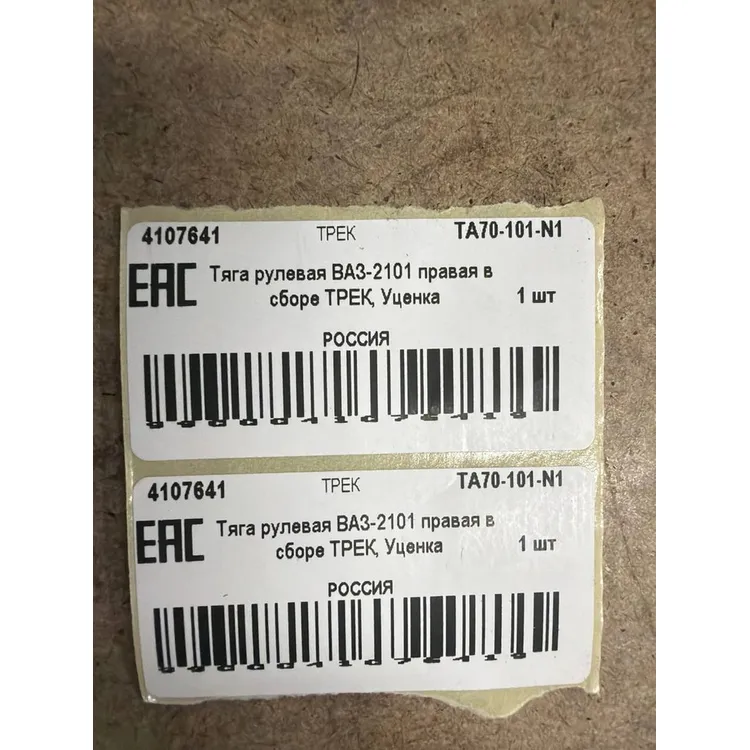 4107641 ТРЕК TA70-101-N1
EAC Тяга рулевая ВАЗ-2101 правая в
сборе ТРЕК, Уценка 1 шт
РОССИЯ
4107641 ТРЕК TA70-101-N1
EAC Тяга рулевая ВАЗ-2101 правая в
сборе ТРЕК, Уценка 1 шт
РОССИЯ